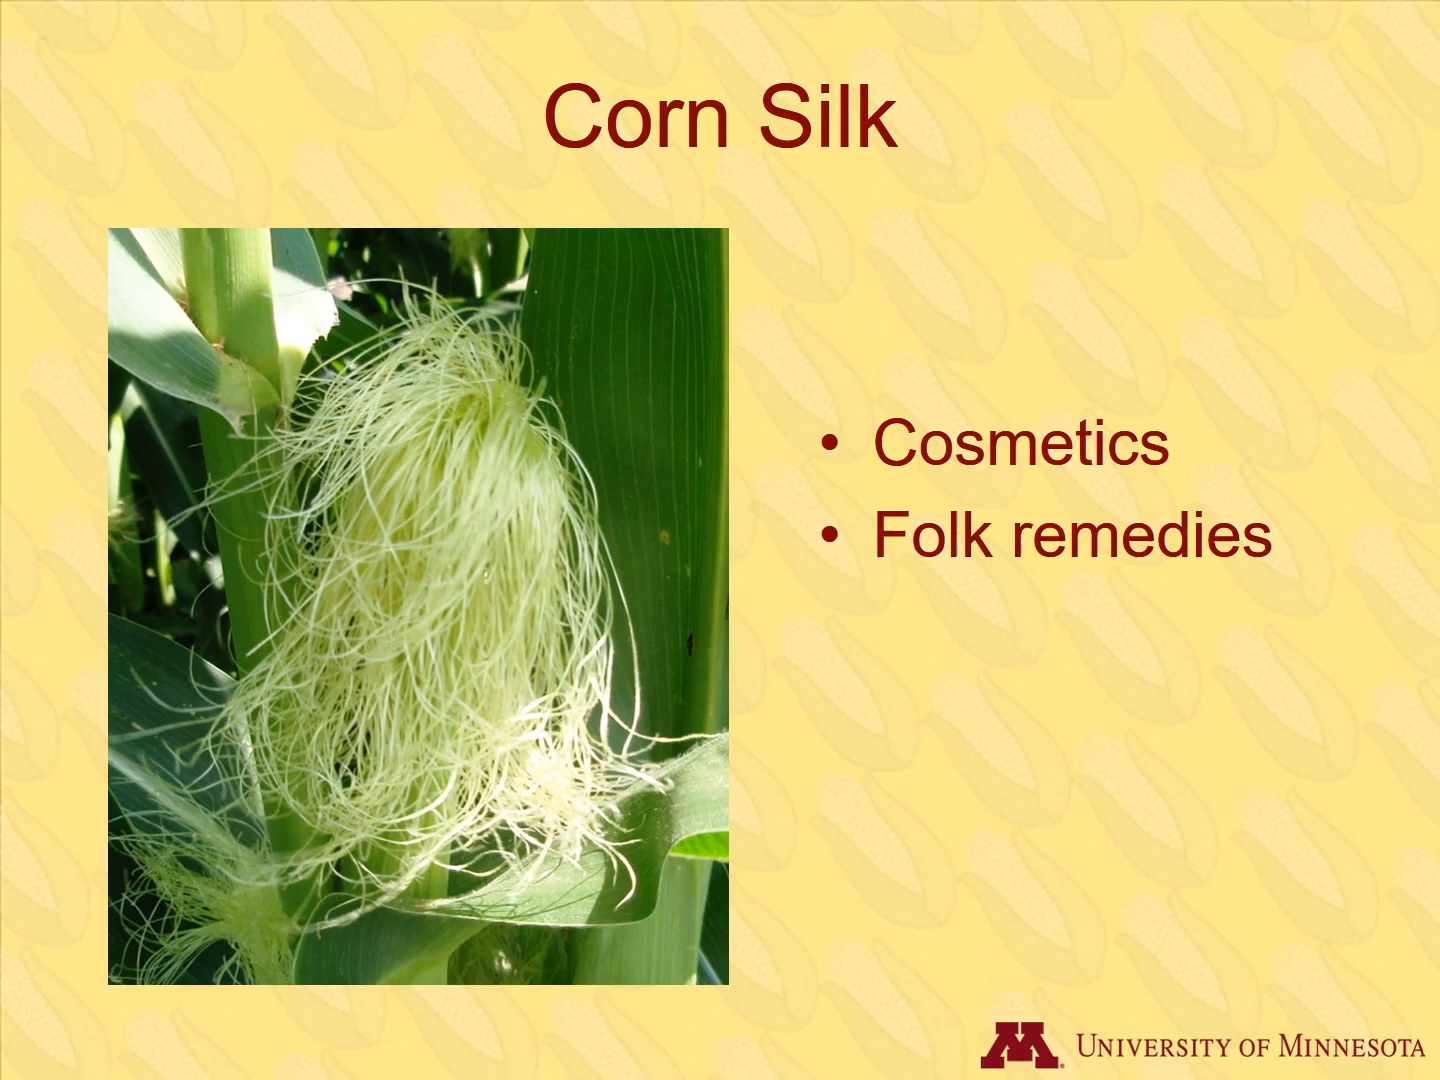 Corn Silk
• Cosmetics
• Folk remedies
M
UNIVERSITY OF MINNESOTA